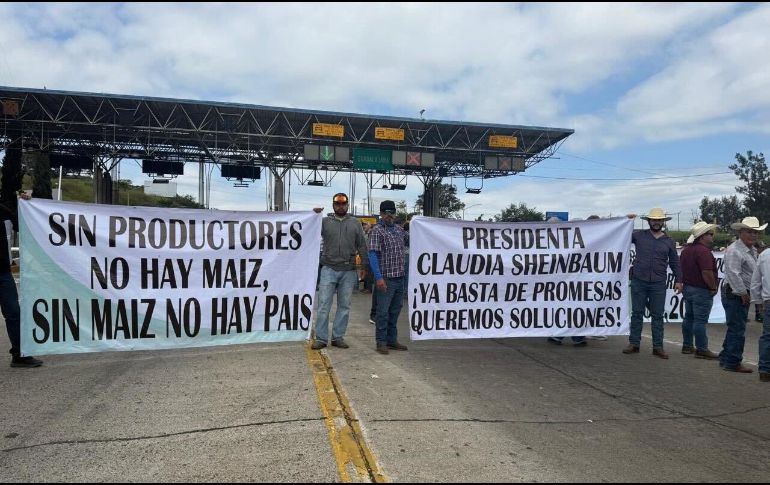 SIN PRODUCTORES
NO HAY MAIZ,
SIN MAIZ NO HAY PAIS
PRESIDENTA
CLAUDIA SHEINBAUM
¡YA BASTA DE PROMESAS
QUEREMOS SOLUCIONES!